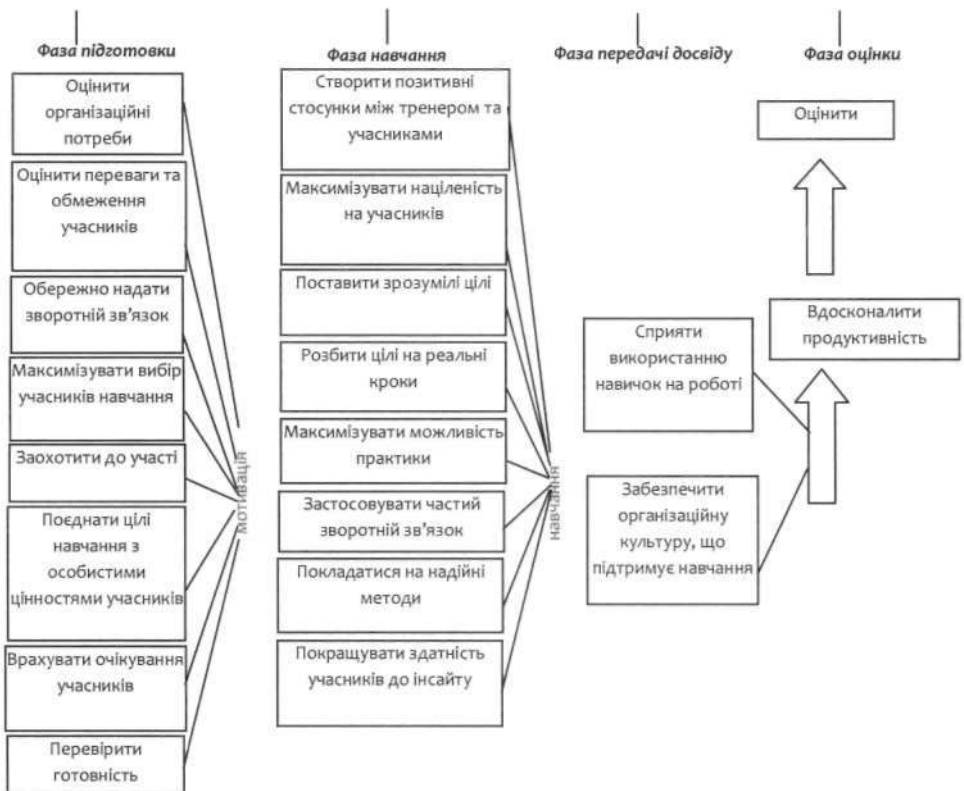 Фаза підготовки
Оцінити
організаційні
потреби
Оцінити переваги та
обмеження
учасників
Обережно надати
зворотній зв’язок
Максимізувати вибір
учасників навчання
Заохотити до участі
Поєднати цілі
навчання з
особистими
цінностями учасників
Врахувати очікування
учасників
Перевірити
готовність
мотивація
Фаза навчання
Створити позитивні
стосунки між тренером та
учасниками
Максимізувати націленість
на учасників
Поставити зрозумілі цілі
Розбити цілі на реальні
кроки
Максимізувати можливість
практики
Застосовувати частий
зворотній зв’язок
Покладатися на надійні
методи
Покращувати здатність
учасників до інсайту
навчання
Фаза передачі досвіду
Сприяти
використанню
навичок на роботі
Забезпечити
організаційну
культуру, що
підтримує навчання
Фаза оцінки
Оцінити
Вдосконалити
продуктивність